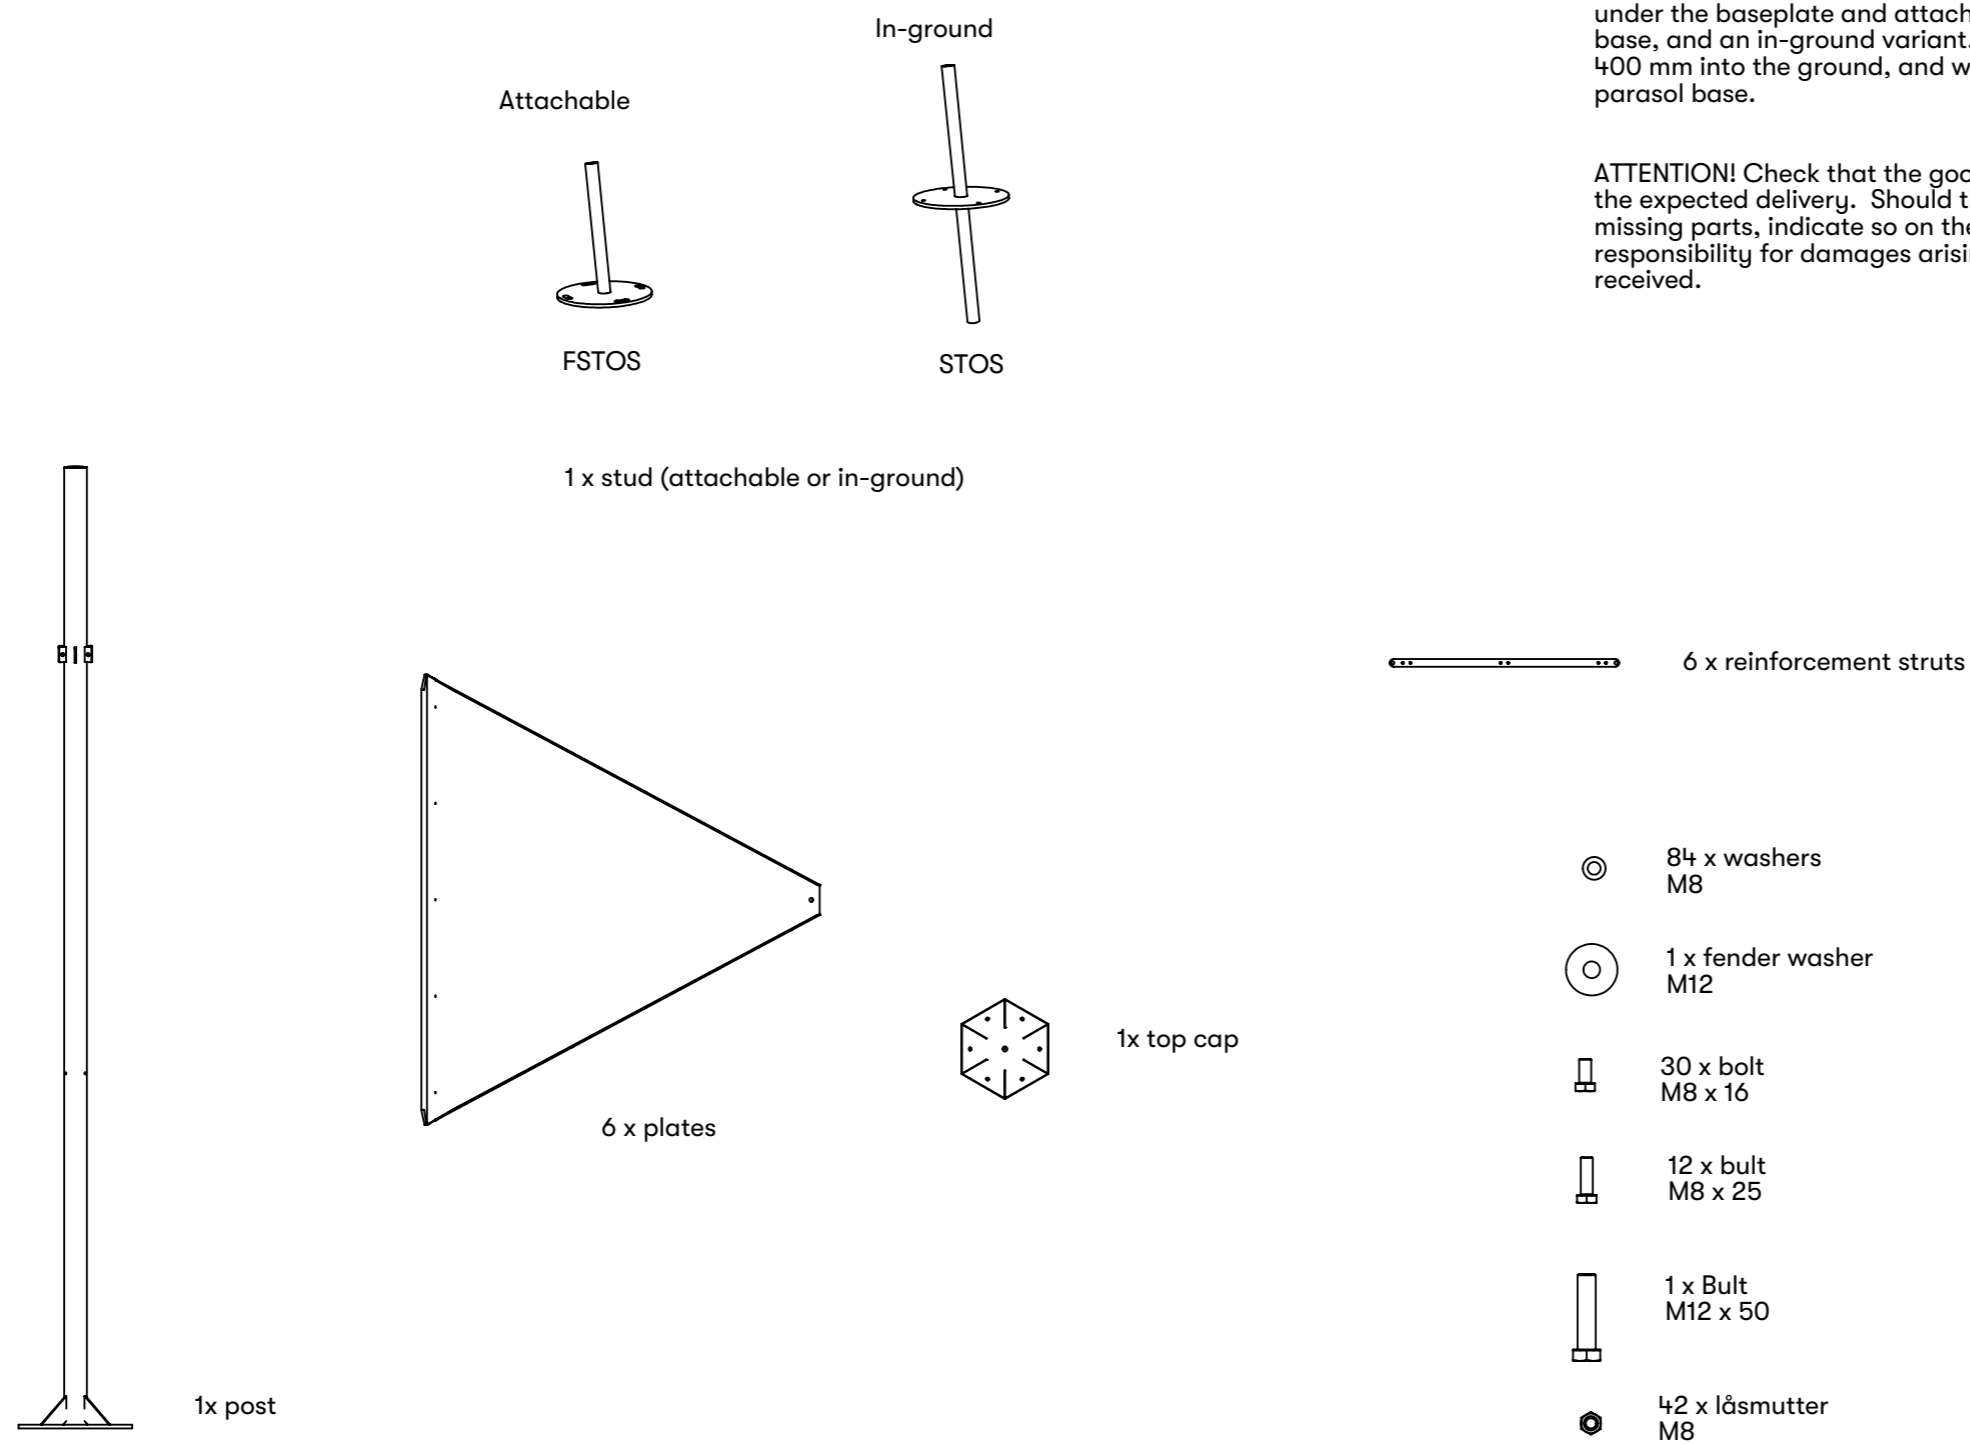 In-ground
Attachable
FSTOS
STOS
1 x stud (attachable or in-ground)
under the baseplate and attach
base, and an in-ground variant.
400 mm into the ground, and w
parasol base.
ATTENTION! Check that the goo
the expected delivery.  Should t
missing parts, indicate so on the
responsibility for damages arisi
received.
6 x reinforcement struts
84 x washers
M8
1 x fender washer
M12
1x top cap
30 x bolt
M8 x 16
6 x plates
12 x bult
M8 x 25
1 x Bult
M12 x 50
1x post
42 x låsmutter
M8